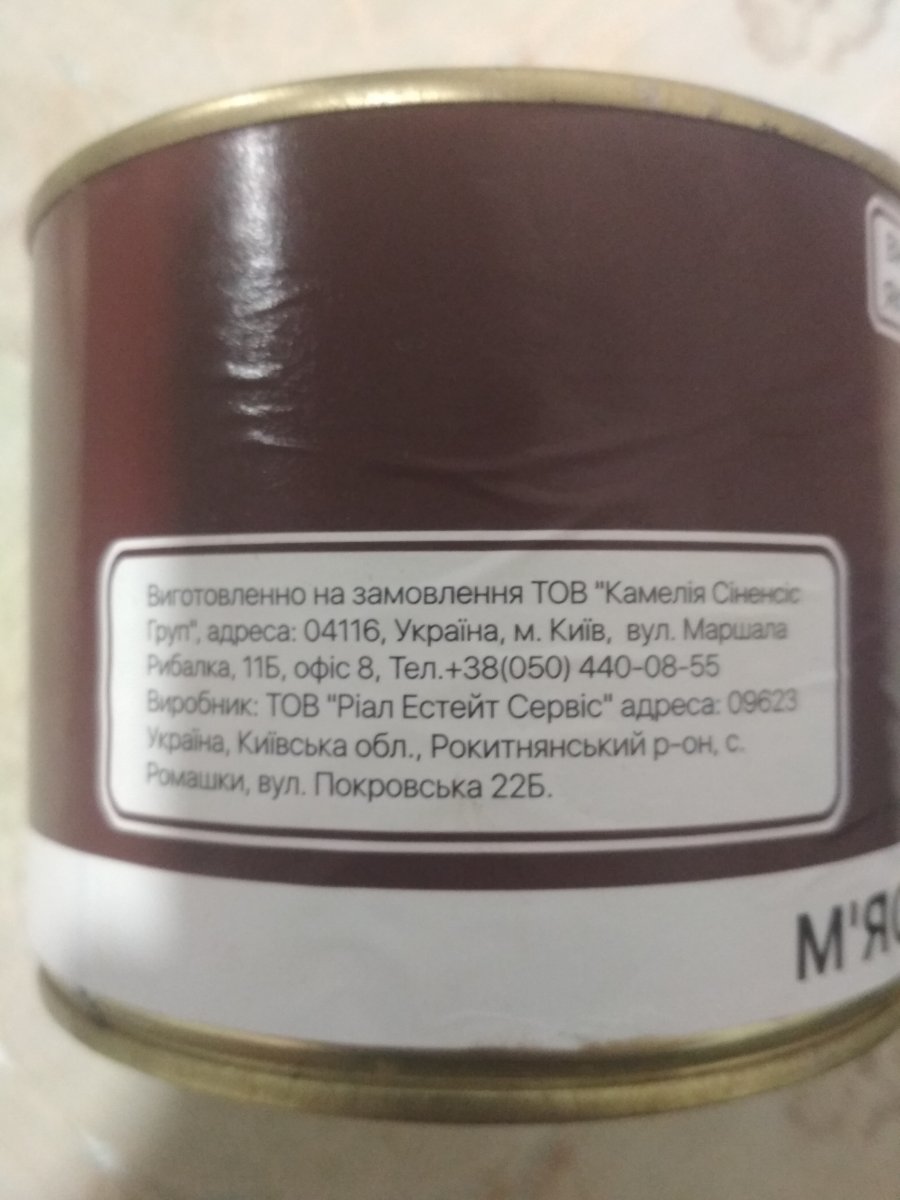 Виготовленно на замовлення ТОВ "Камелія Сіненсіс
Груп", адреса: 04116, Україна, м. Київ, вул. Маршала
Рибалка, 11Б, офіс 8, Тел.+38(050) 440-08-55
Виробник: ТОВ "Ріал Естейт Сервіс" адреса: 09623
Україна, Київська обл., Рокитнянський р-он, с.
Ромашки, вул. Покровська 22Б.
М'ЯС